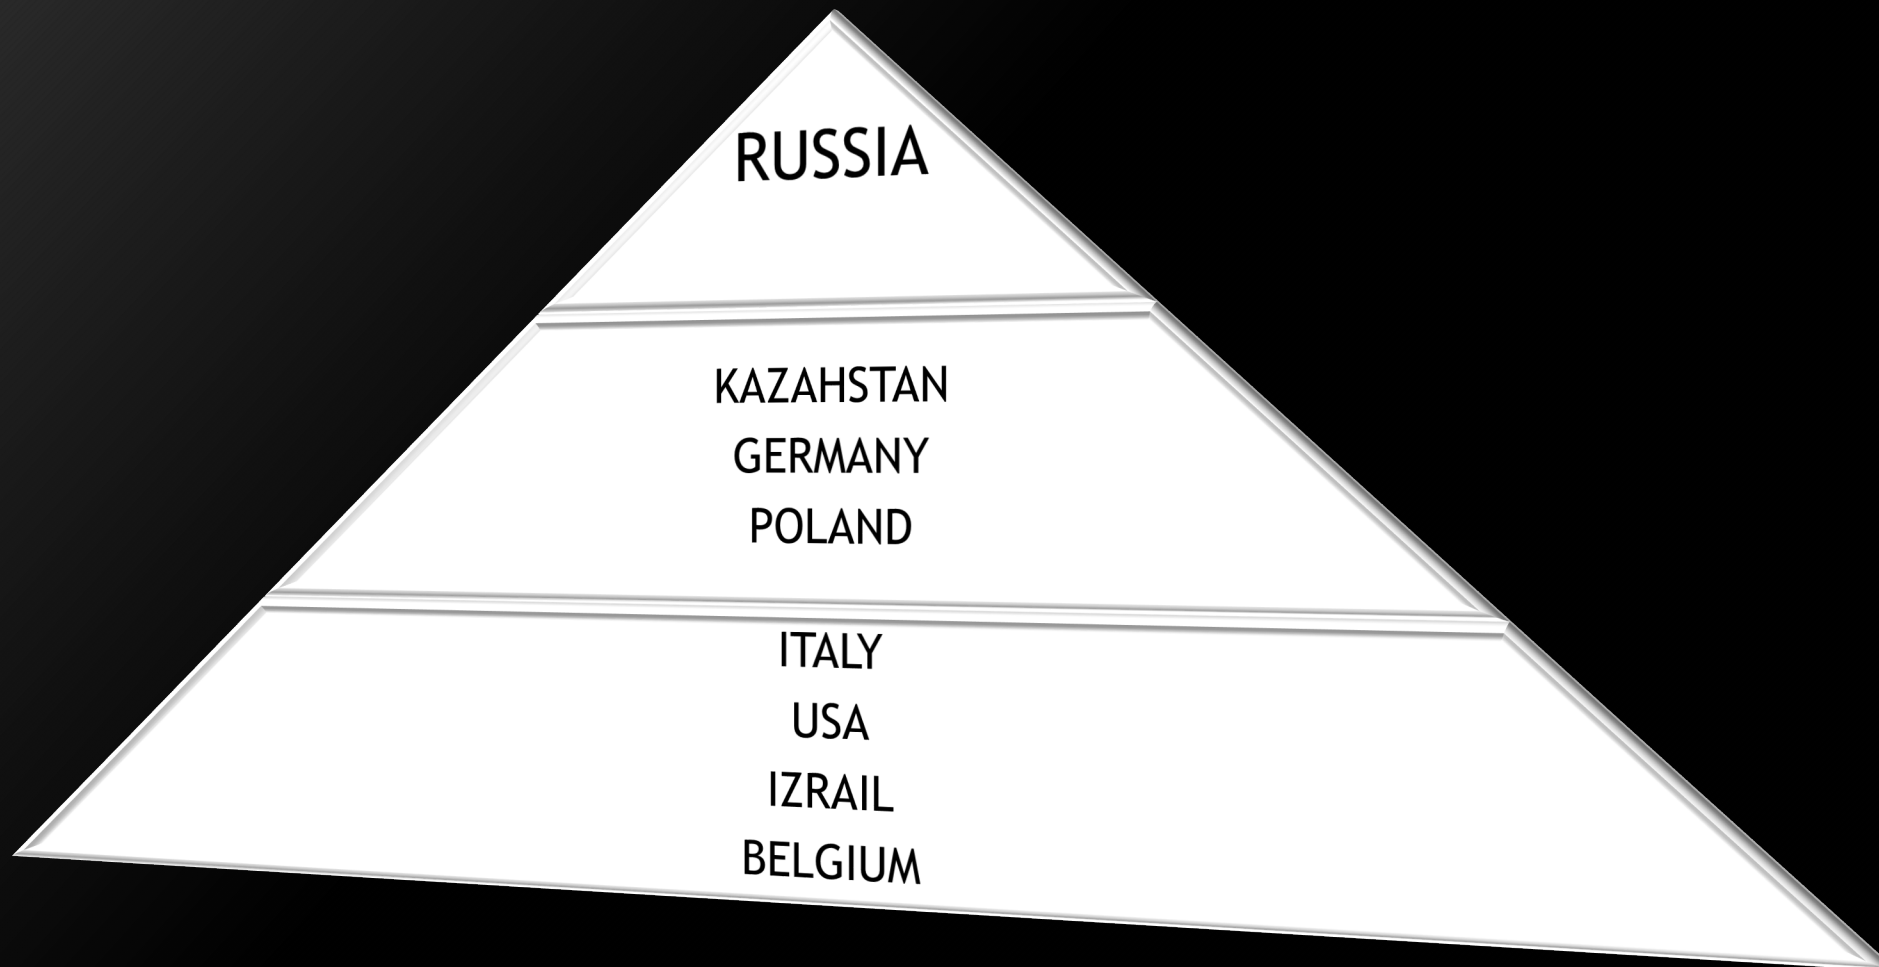 RUSSIA
KAZAHSTAN
GERMANY
POLAND
ITALY
USA
IZRAIL
BELGIUM